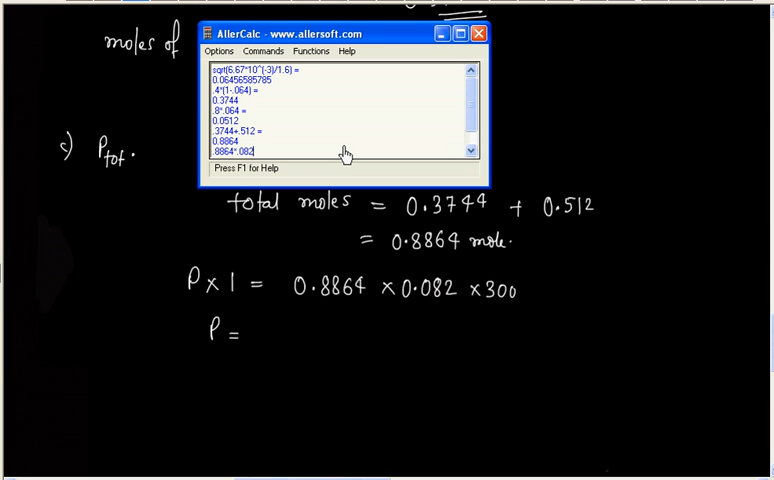 moles of
AllerCalc - www.allersoft.com
Options Commands Functions Help
sqrt(6.67*10^(-3)/1.6) =
0.06456585785
.4*(1-.064) =
0.3744
.8*.064 =
0.0512
.3744+.512 =
0.8864
.8864*.082
Press F1 for Help
c) Ptot.
total moles = 0.3744 + 0.512
= 0.8864 mole.
P x 1 = 0.8864 x 0.082 x 300
P =